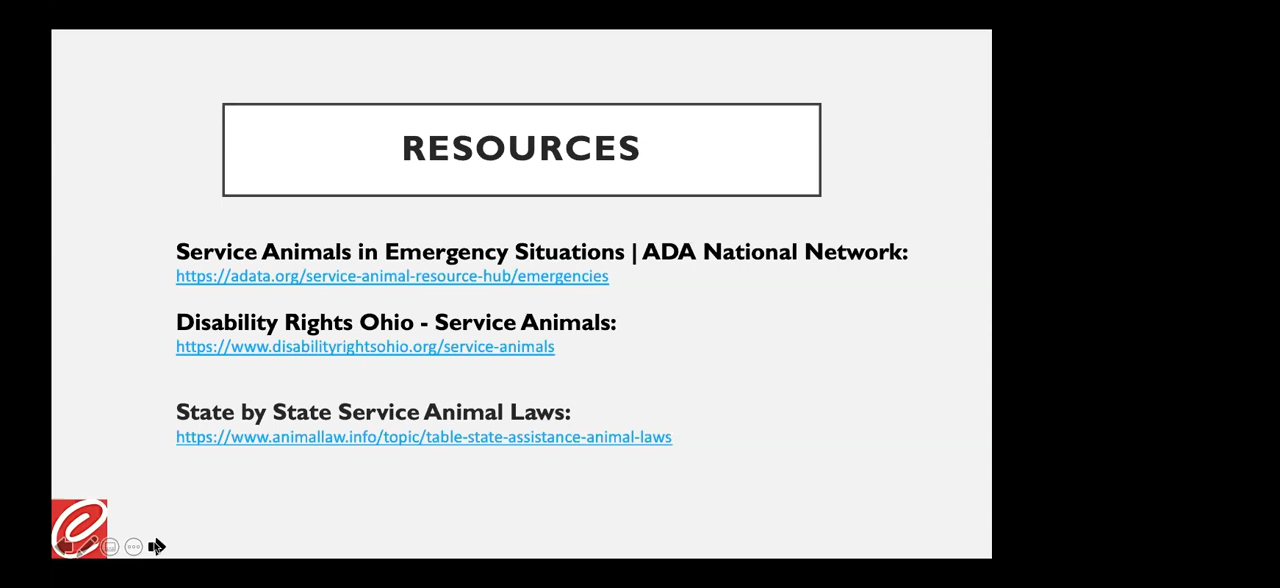 RESOURCES
Service Animals in Emergency Situations | ADA National Network:
https://adata.org/service-animal-resource-hub/emergencies
Disability Rights Ohio - Service Animals:
https://www.disabilityrightsohio.org/service-animals
State by State Service Animal Laws:
https://www.animallaw.info/topic/table-state-assistance-animal-laws